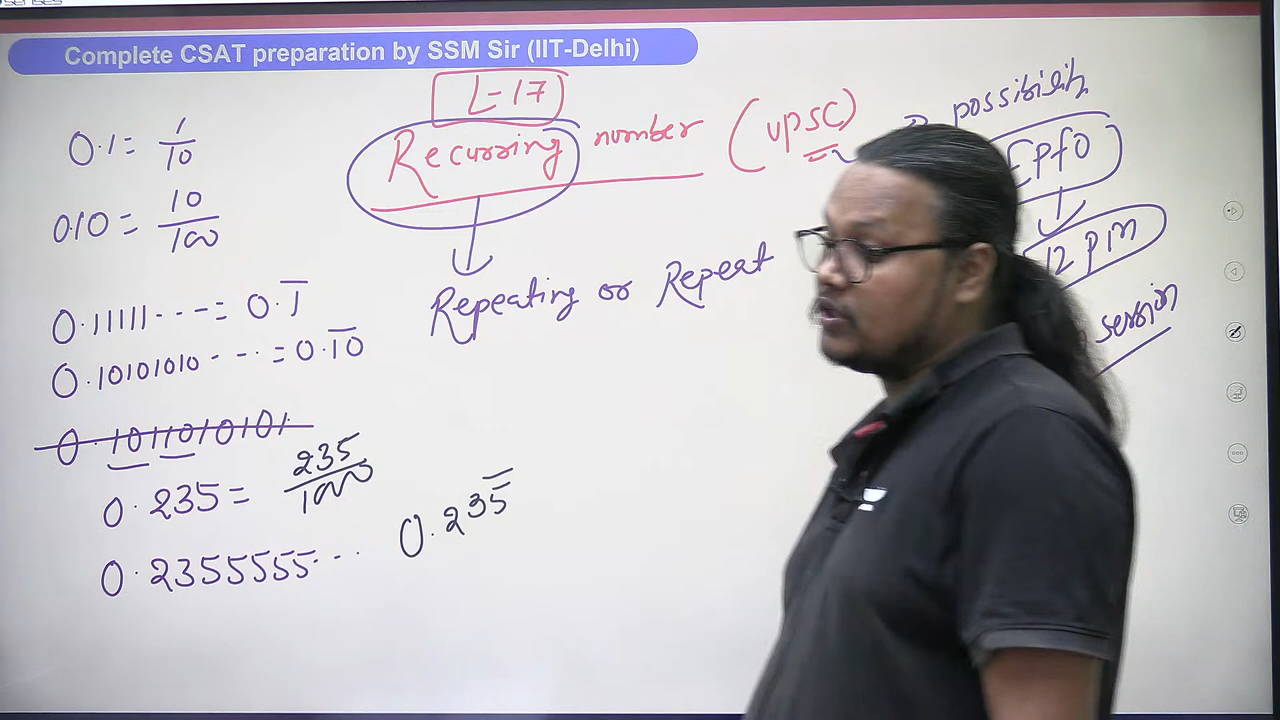 Complete CSAT preparation by SSM Sir (IIT-Delhi)
L-17
Recurring number (UPSC)
possibility
EPFO
12 PM
session
0.1 = 1/10
0.10 = 10/100
0.11111--- = 0.1̅
0.10101010--- = 0.1̅0̅
0.1011010101
0.235 = 235/1000
0.2355555--- 0.235̅
Repeating or Repeat